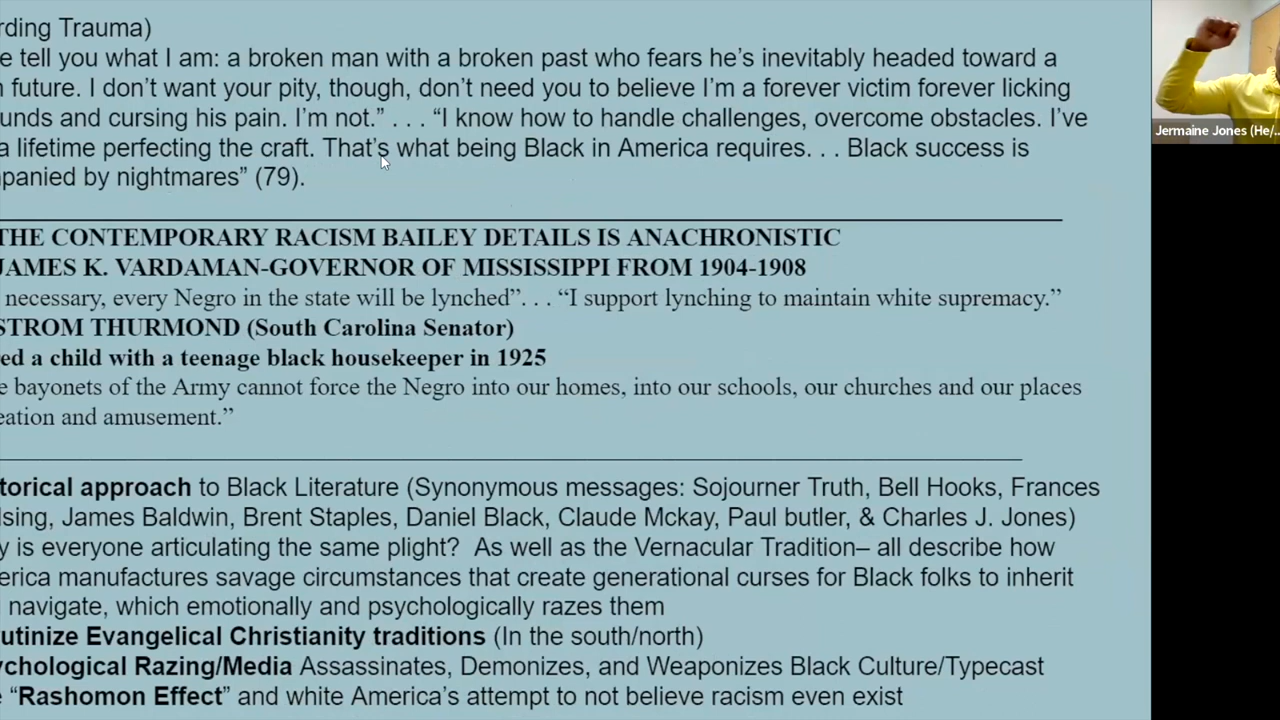 rding Trauma)
e tell you what I am: a broken man with a broken past who fears he's inevitably headed toward a
future. I don't want your pity, though, don't need you to believe I'm a forever victim forever licking
unds and cursing his pain. I'm not.” . . . “I know how to handle challenges, overcome obstacles. I've
a lifetime perfecting the craft. That's what being Black in America requires. . . Black success is
panied by nightmares” (79).
THE CONTEMPORARY RACISM BAILEY DETAILS IS ANACHRONISTIC
JAMES K. VARDAMAN-GOVERNOR OF MISSISSIPPI FROM 1904-1908
necessary, every Negro in the state will be lynched”. . . “I support lynching to maintain white supremacy.”
STROM THURMOND (South Carolina Senator)
ed a child with a teenage black housekeeper in 1925
e bayonets of the Army cannot force the Negro into our homes, into our schools, our churches and our places
eation and amusement.”
torical approach to Black Literature (Synonymous messages: Sojourner Truth, Bell Hooks, Frances
lsing, James Baldwin, Brent Staples, Daniel Black, Claude Mckay, Paul butler, & Charles J. Jones)
y is everyone articulating the same plight? As well as the Vernacular Tradition– all describe how
erica manufactures savage circumstances that create generational curses for Black folks to inherit
navigate, which emotionally and psychologically razes them
utinize Evangelical Christianity traditions (In the south/north)
ychological Razing/Media Assassinates, Demonizes, and Weaponizes Black Culture/Typecast
e “Rashomon Effect” and white America's attempt to not believe racism even exist
Jermaine Jones (He/...